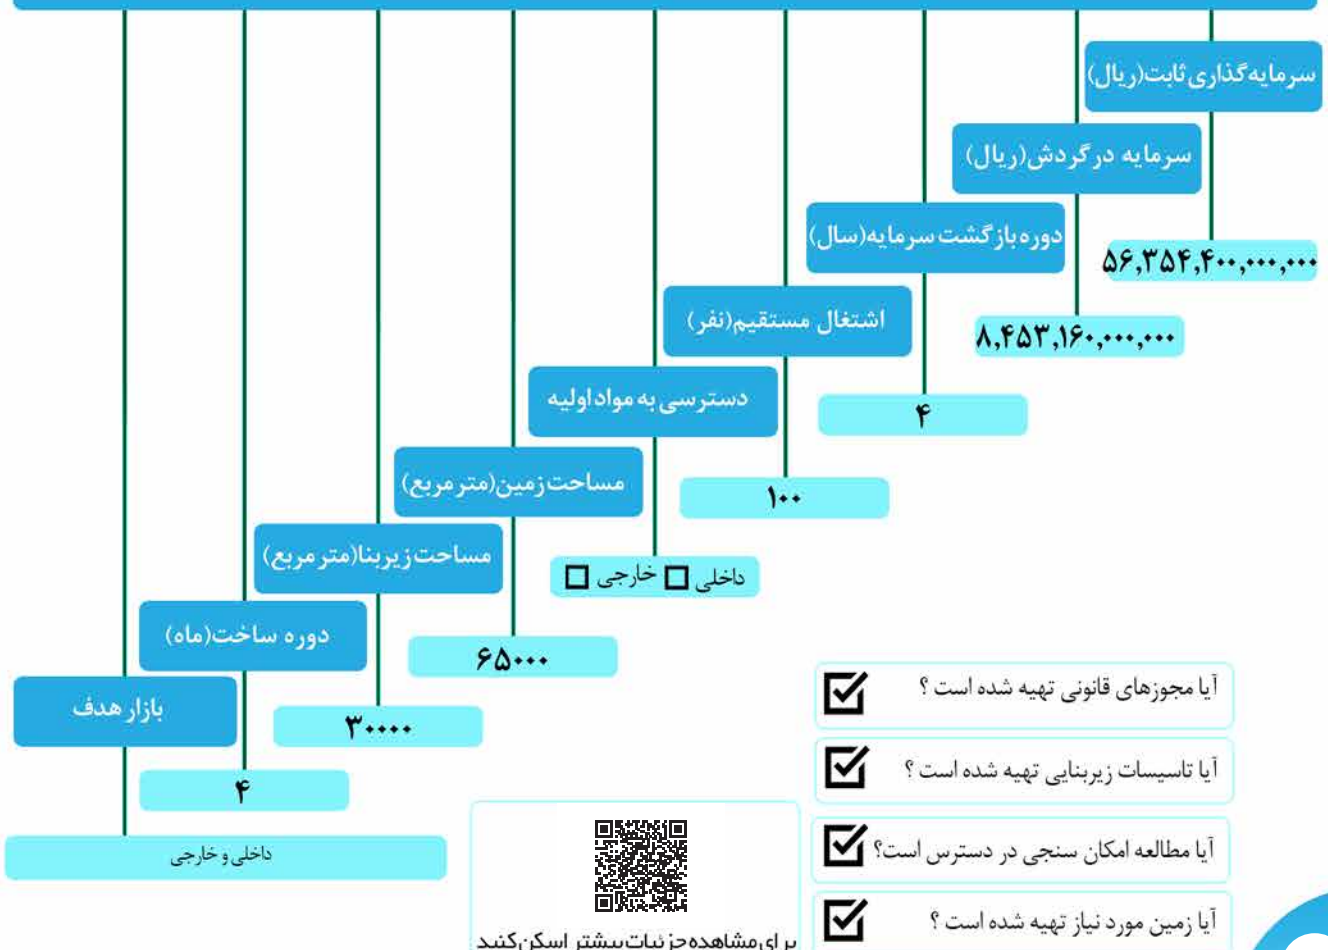 سرمایه‌گذاری ثابت(ریال)
۵۶,۳۵۴,۴۰۰,۰۰۰,۰۰۰
سرمایه در گردش(ریال)
۸,۴۵۳,۱۶۰,۰۰۰,۰۰۰
دوره بازگشت سرمایه(سال)
۴
اشتغال مستقیم(نفر)
۱۰۰
دسترسی به مواد اولیه
داخلی □ خارجی □
مساحت زمین(متر مربع)
۶۵۰۰۰
مساحت زیربنا(متر مربع)
۳۰۰۰۰
دوره ساخت(ماه)
۴
بازار هدف
داخلی و خارجی
آیا مجوزهای قانونی تهیه شده است ؟
آیا تاسیسات زیربنایی تهیه شده است ؟
آیا مطالعه امکان سنجی در دسترس است؟
آیا زمین مورد نیاز تهیه شده است ؟
برای مشاهده جزئیات بیشتر اسکن کنید